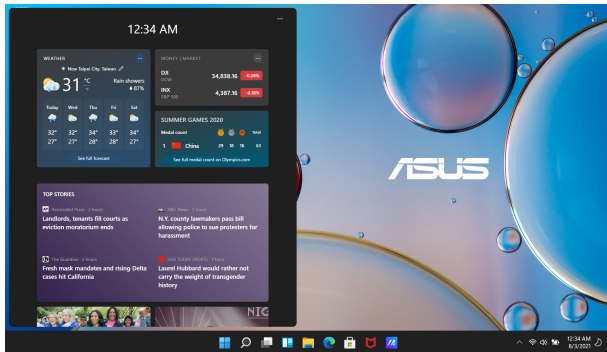 12:34 AM
WEATHER
New Taipei City, Taiwan
31 °C
Rain showers
87%
Today Wed Thu Fri Sat
32° 32° 34° 33° 34°
27° 28° 28° 27° 27°
See full forecast
MONEY | MARKET
DJI 34,838.16 -0.28%
DOW
INX 4,387.16 -0.18%
S&P 500
SUMMER GAMES 2020
Medal count Total
1 China 29 18 16 63
See full medal count on Olympics.com
TOP STORIES
Associated Press · 2 hours
Landlords, tenants fill courts as
eviction moratorium ends
NBC News · 2 hours
N.Y. county lawmakers pass bill
allowing police to sue protesters for
harassment
The Guardian · 2 hours
Fresh mask mandates and rising Delta
cases hit California
USA TODAY SPORTS · 1 hour
Laurel Hubbard would rather not
carry the weight of transgender
history
NIG
ASUS
12:34 AM
8/3/2021